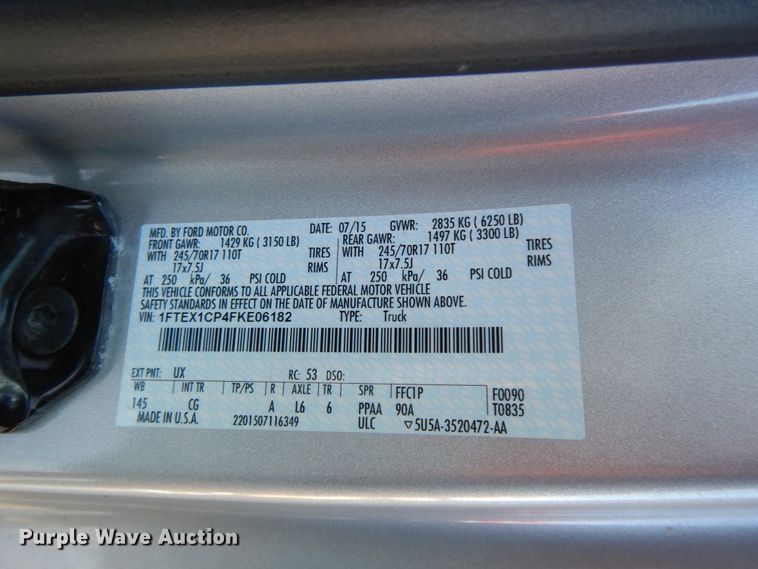 MFD. BY FORD MOTOR CO. DATE: 07/15 GVWR: 2835 KG ( 6250 LB)
FRONT GAWR: 1429 KG ( 3150 LB) REAR GAWR: 1497 KG ( 3300 LB)
WITH 245/70R17 110T TIRES WITH 245/70R17 110T TIRES
17x7.5J RIMS 17x7.5J RIMS
AT 250 kPa/ 36 PSI COLD AT 250 kPa/ 36 PSI COLD
THIS VEHICLE CONFORMS TO ALL APPLICABLE FEDERAL MOTOR VEHICLE
SAFETY STANDARDS IN EFFECT ON THE DATE OF MANUFACTURE SHOWN ABOVE.
VIN: 1FTEX1CP4FKE06182 TYPE: Truck
EXT PNT: UX RC: 53 DSO:
WB INT TR TP/PS R AXLE TR SPR FFC1P F0090
145 CG A L6 6 PPAA 90A T0835
MADE IN U.S.A. 2201507116349 ULC ▽5U5A-3520472-AA
Purple Wave Auction